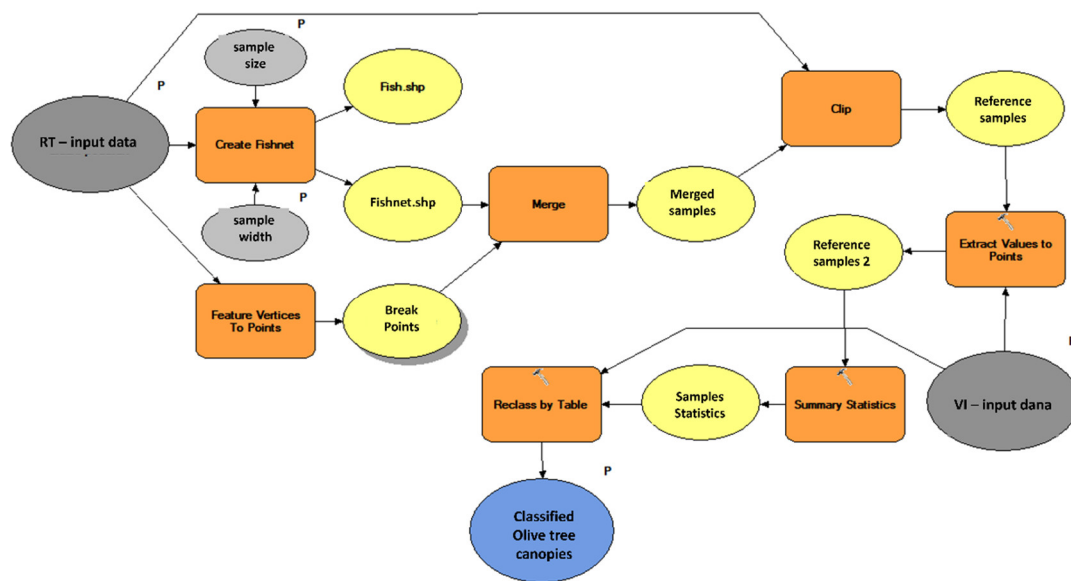 P
sample
size
P
Fish.shp
Clip
Reference
samples
RT – input data
Create Fishnet
P
sample
width
Fishnet.shp
Merge
Merged
samples
Reference
samples 2
Extract Values to
Points
Feature Vertices
To Points
Break
Points
Reclass by Table
Samples
Statistics
Summary Statistics
VI – input dana
P
Classified
Olive tree
canopies